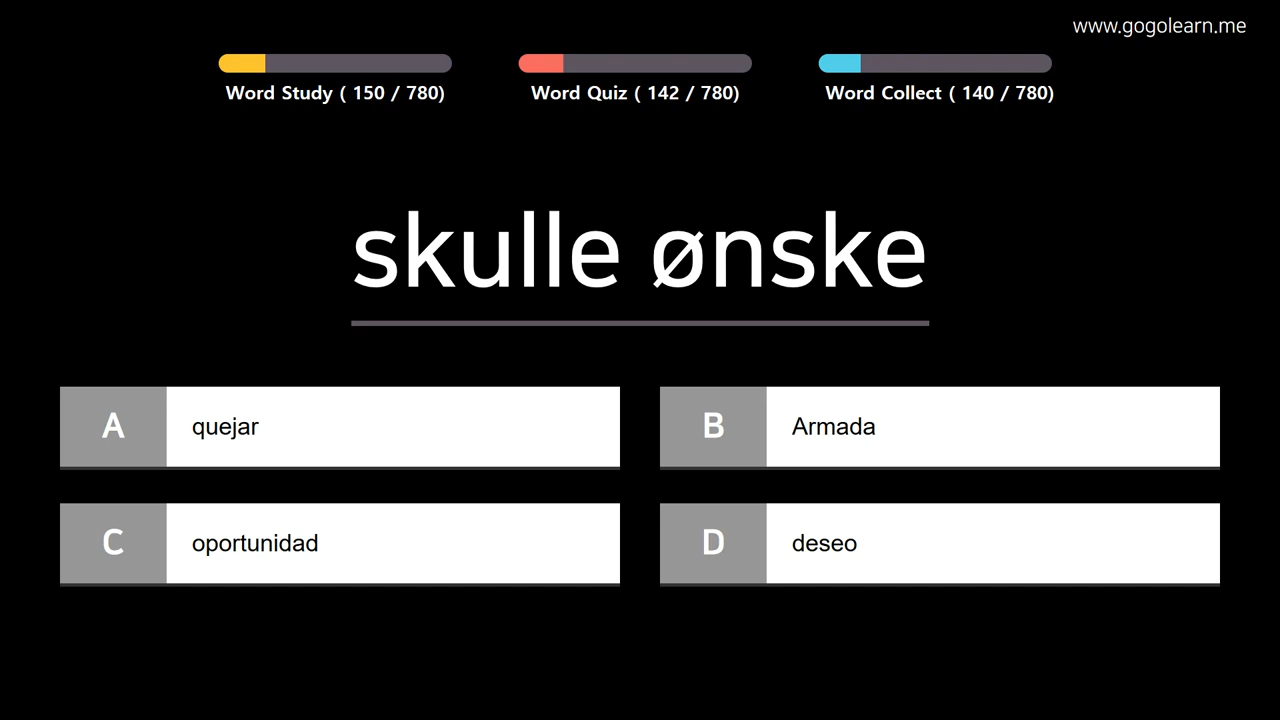 www.gogolearn.me
Word Study ( 150 / 780)
Word Quiz ( 142 / 780)
Word Collect ( 140 / 780)
skulle ønske
A quejar
B Armada
C oportunidad
D deseo